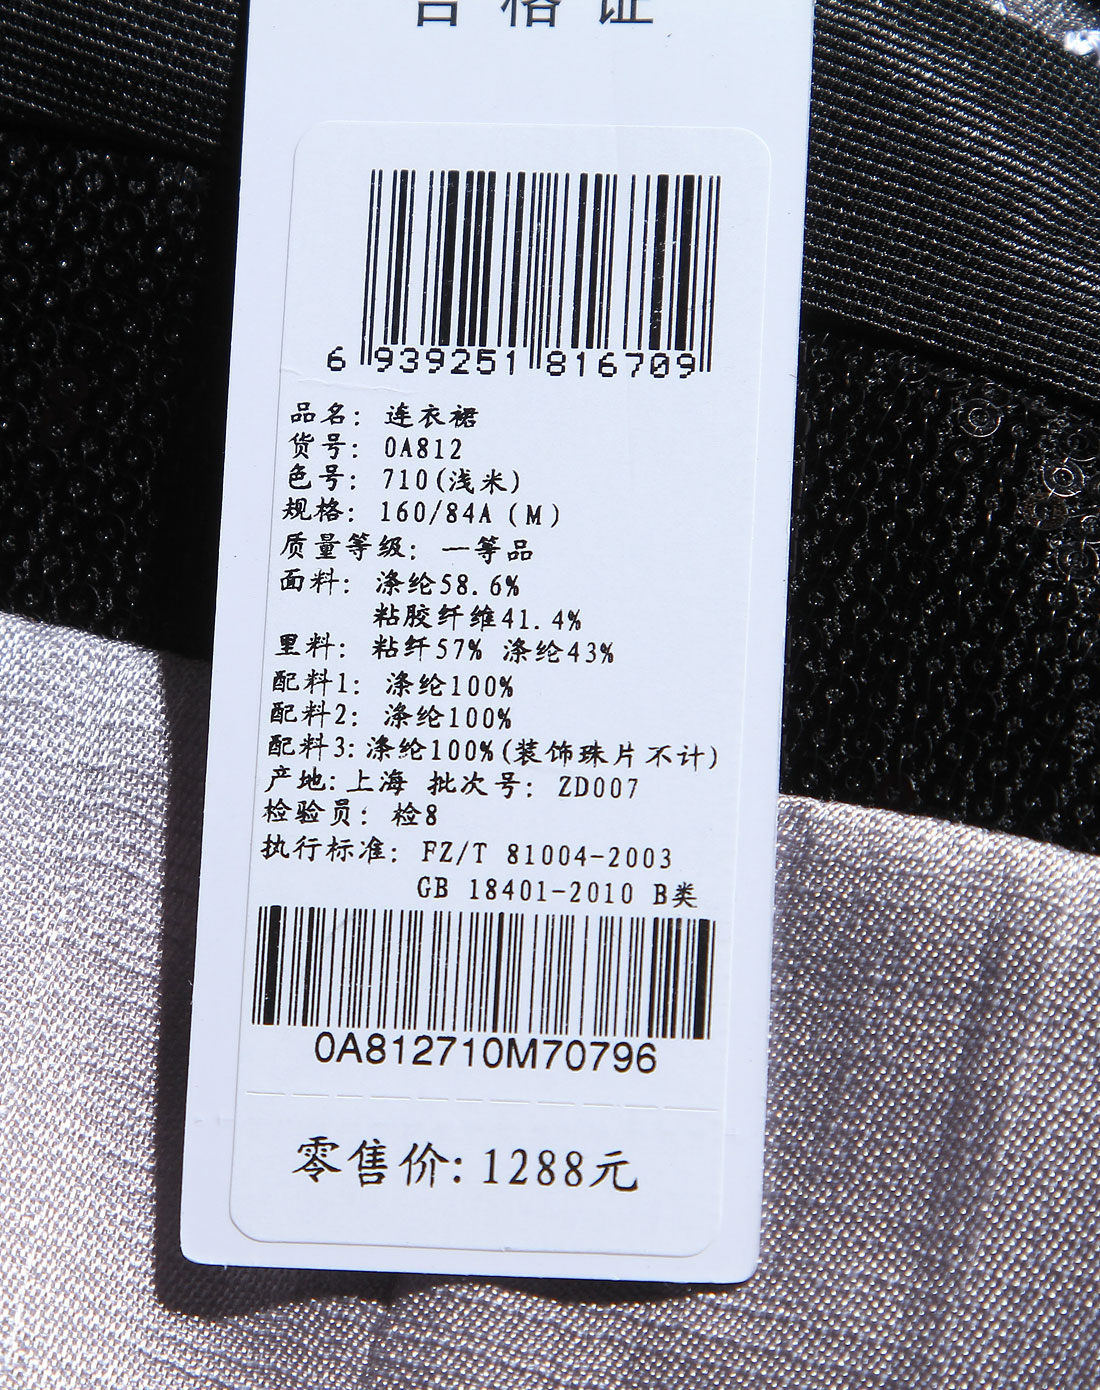 合格证
6 939251 816709
品名：连衣裙
货号：0A812
色号：710(浅米)
规格：160/84A（M）
质量等级：一等品
面料：涤纶58.6%
粘胶纤维41.4%
里料：粘纤57% 涤纶43%
配料1：涤纶100%
配料2：涤纶100%
配料3:涤纶100%(装饰珠片不计)
产地:上海 批次号：ZD007
检验员：检8
执行标准：FZ/T 81004-2003
GB 18401-2010 B类
0A812710M70796
零售价:1288元